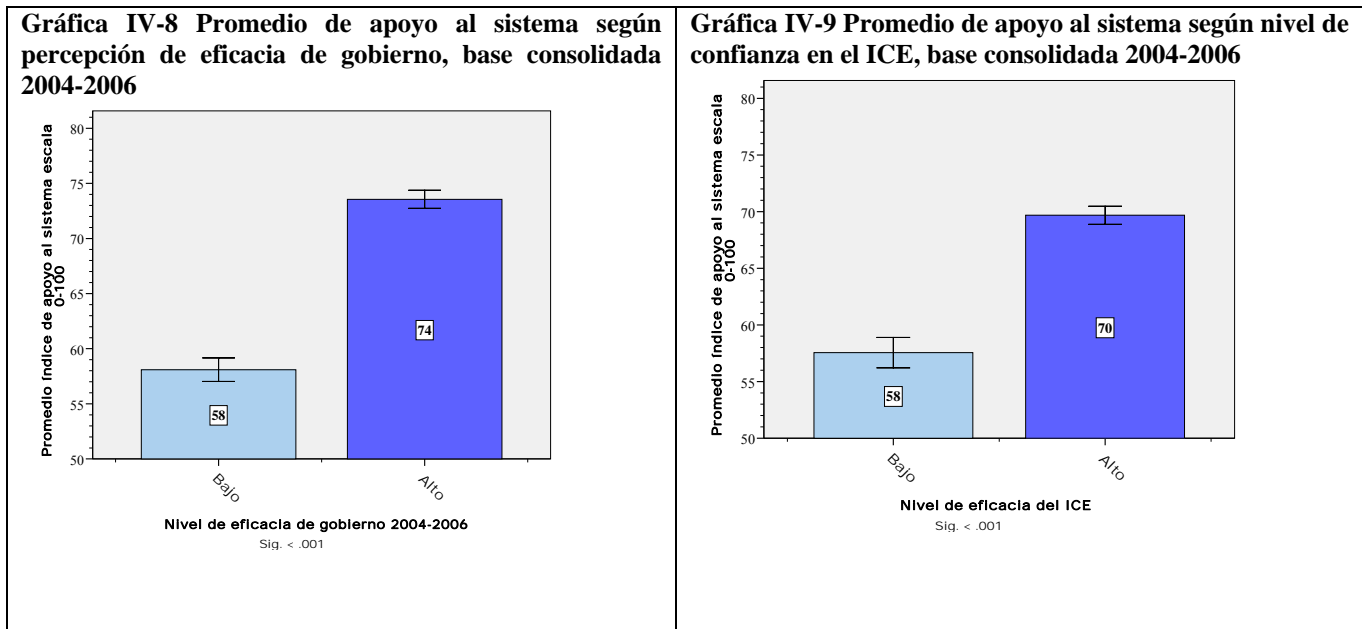 Gráfica IV-8 Promedio de apoyo al sistema según
percepción de eficacia de gobierno, base consolidada
2004-2006
80
75
70
65
60
55
50
Promedio índice de apoyo al sistema escala
0-100
58
74
Bajo
Alto
Nivel de eficacia de gobierno 2004-2006
Sig. < .001
Gráfica IV-9 Promedio de apoyo al sistema según nivel de
confianza en el ICE, base consolidada 2004-2006
80
75
70
65
60
55
50
Promedio índice de apoyo al sistema escala
0-100
58
70
Bajo
Alto
Nivel de eficacia del ICE
Sig. < .001